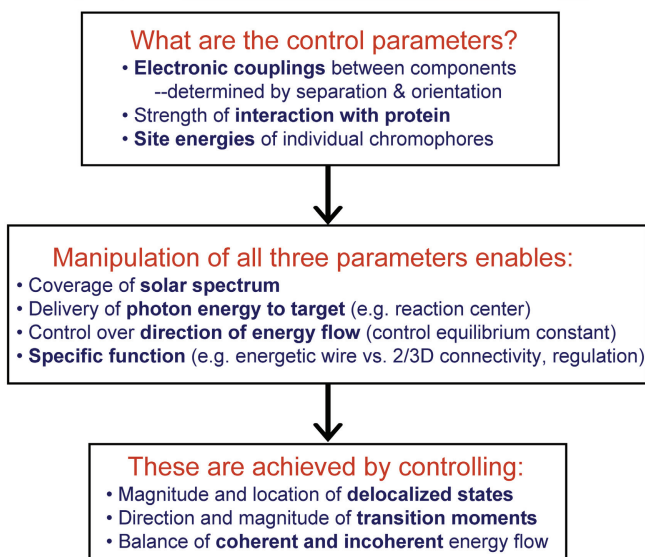 What are the control parameters?
• Electronic couplings between components
--determined by separation & orientation
• Strength of interaction with protein
• Site energies of individual chromophores
Manipulation of all three parameters enables:
• Coverage of solar spectrum
• Delivery of photon energy to target (e.g. reaction center)
• Control over direction of energy flow (control equilibrium constant)
• Specific function (e.g. energetic wire vs. 2/3D connectivity, regulation)
These are achieved by controlling:
• Magnitude and location of delocalized states
• Direction and magnitude of transition moments
• Balance of coherent and incoherent energy flow